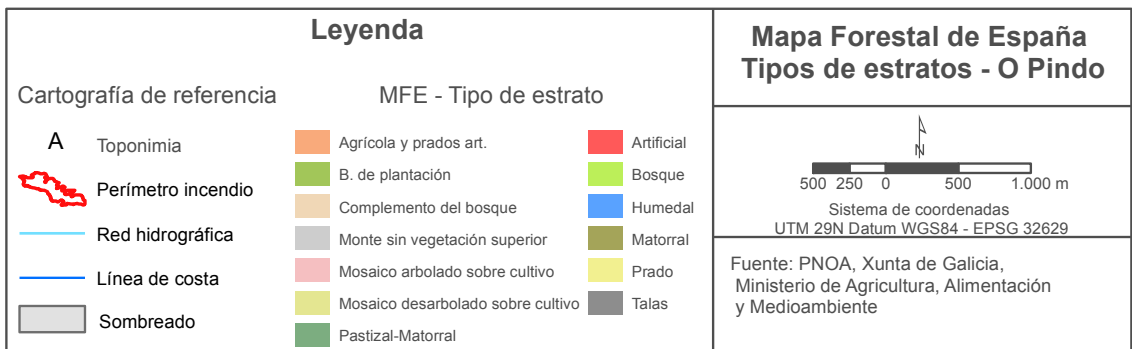 Leyenda
Cartografía de referencia
A
Toponimia
Perímetro incendio
Red hidrográfica
Línea de costa
Sombreado
MFE - Tipo de estrato
Agrícola y prados art.
B. de plantación
Complemento del bosque
Monte sin vegetación superior
Mosaico arbolado sobre cultivo
Mosaico desarbolado sobre cultivo
Pastizal-Matorral
Artificial
Bosque
Humedal
Matorral
Prado
Talas
Mapa Forestal de España
Tipos de estratos - O Pindo
N
500 250 0 500 1.000 m
Sistema de coordenadas
UTM 29N Datum WGS84 - EPSG 32629
Fuente: PNOA, Xunta de Galicia,
Ministerio de Agricultura, Alimentación
y Medioambiente